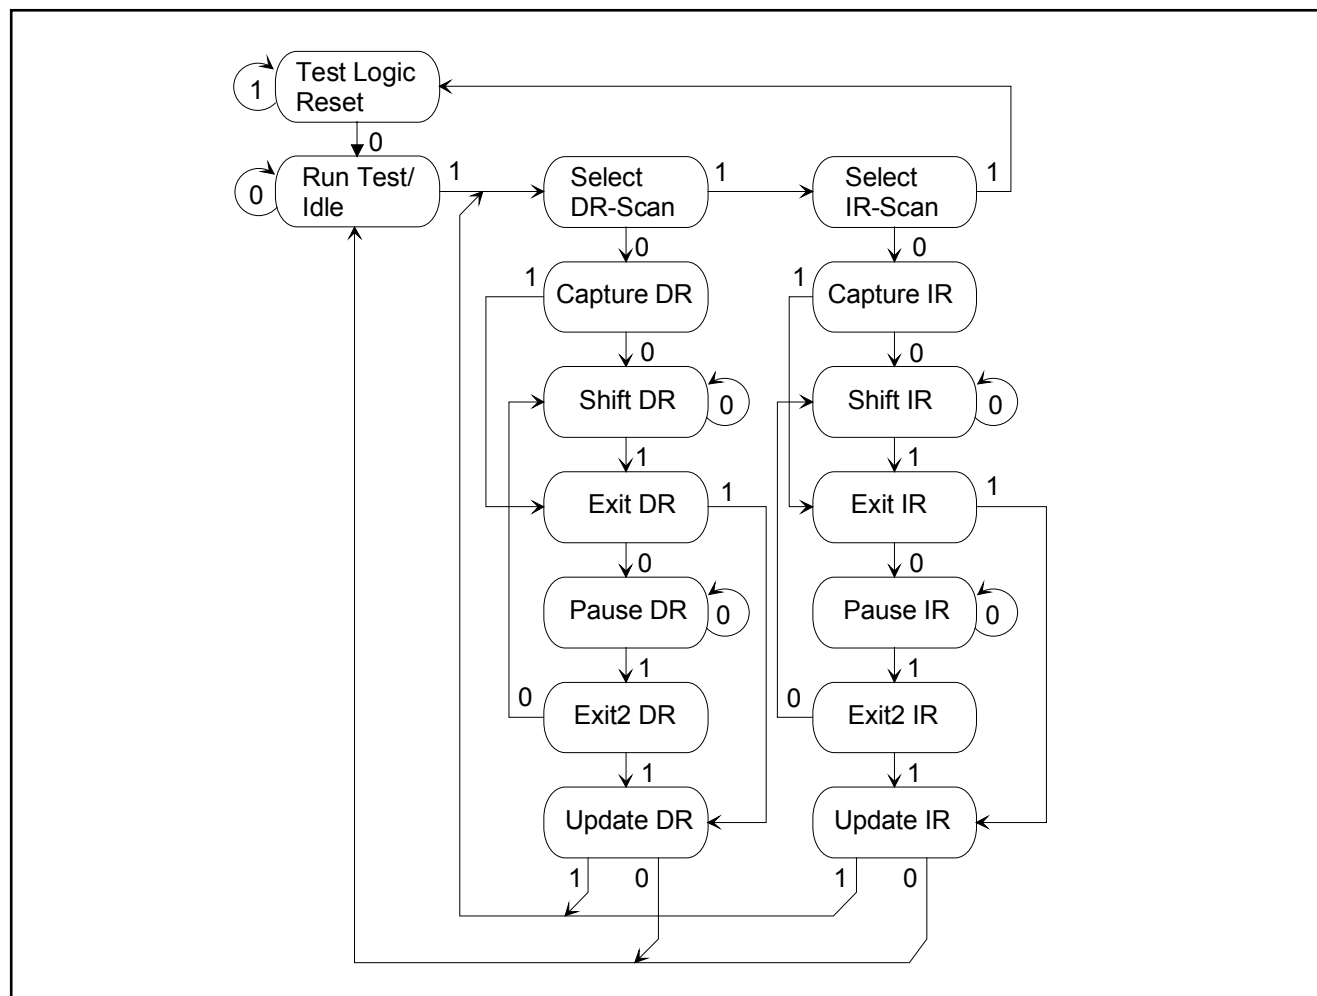 Test Logic
Reset
1
0
Run Test/
Idle
0
1
Select
DR-Scan
1
Select
IR-Scan
1
0
0
1
Capture DR
1
Capture IR
0
0
Shift DR
0
Shift IR
0
1
1
Exit DR
1
Exit IR
1
0
0
Pause DR
0
Pause IR
0
1
1
0
Exit2 DR
0
Exit2 IR
1
1
Update DR
Update IR
1
0
1
0